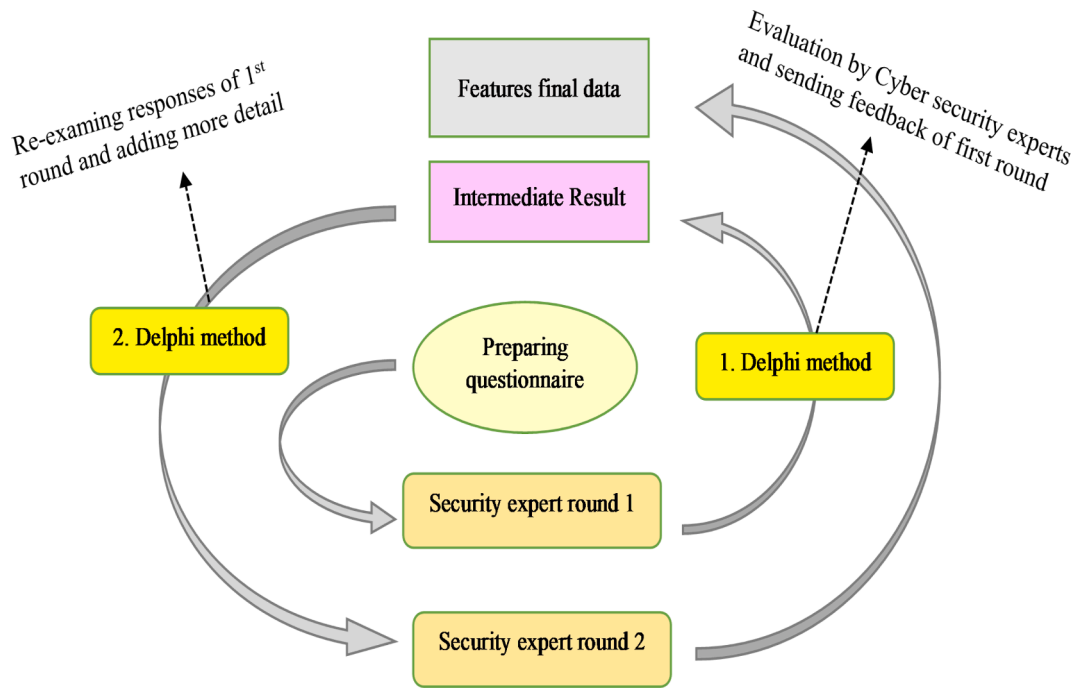 Re-examing responses of 1st
round and adding more detail
Features final data
Evaluation by Cyber security experts
and sending feedback of first round
Intermediate Result
2. Delphi method
Preparing
questionnaire
1. Delphi method
Security expert round 1
Security expert round 2